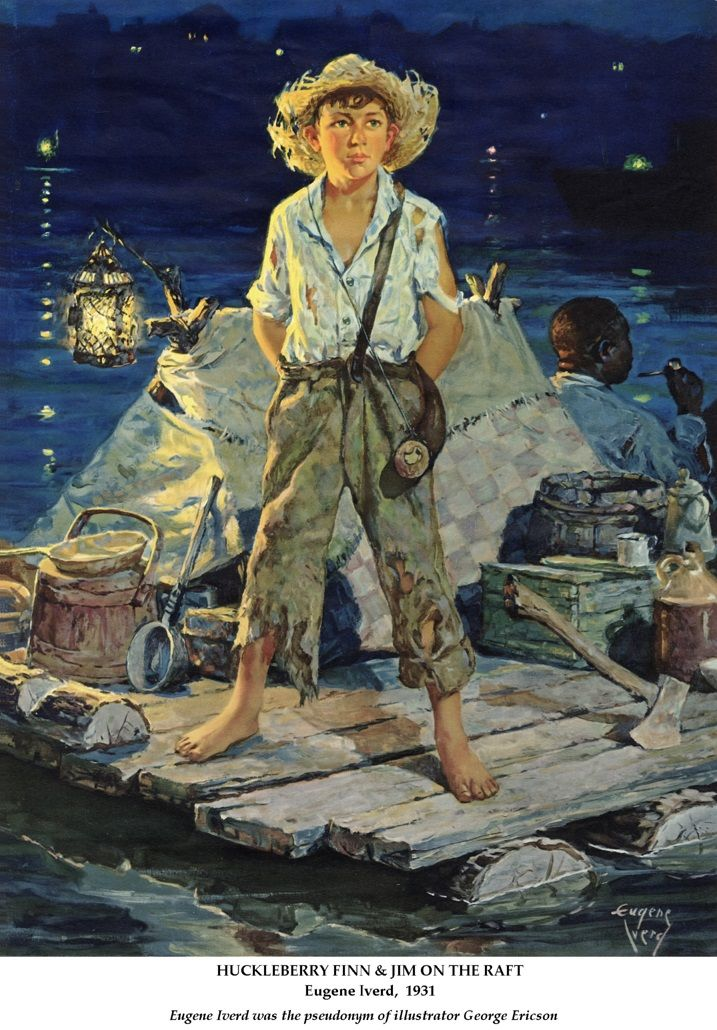 Eugene
Iverd
HUCKLEBERRY FINN & JIM ON THE RAFT
Eugene Iverd,  1931
Eugene Iverd was the pseudonym of illustrator George Ericson